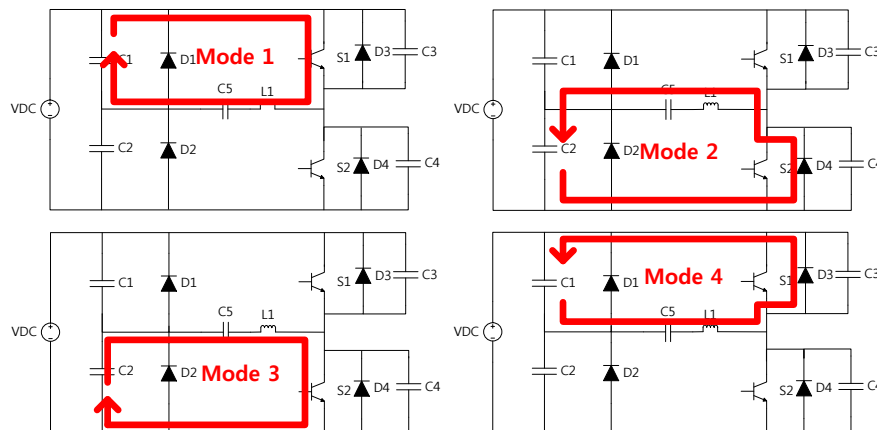 C1 D1 Mode 1 S1 D3 C3
VDC C5 L1
C2 D2 S2 D4 C4
C1 D1 S1 D3 C3
VDC C5 L1
C2 D2 Mode 2 S2 D4 C4
C1 D1 S1 D3 C3
VDC C5 L1
C2 D2 Mode 3 S2 D4 C4
C1 D1 Mode 4 S1 D3 C3
VDC C5 L1
C2 D2 S2 D4 C4